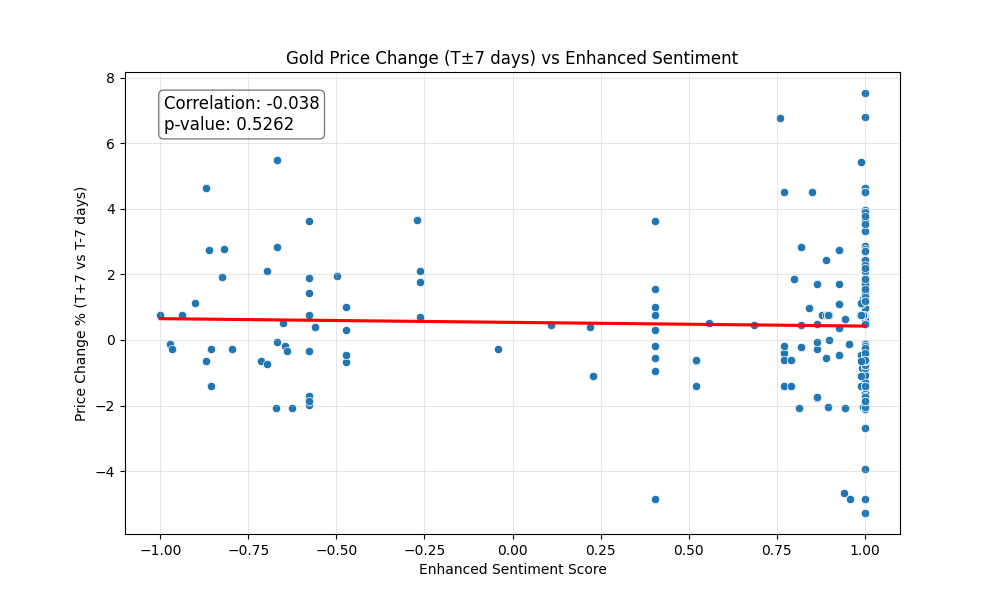 Gold Price Change (T±7 days) vs Enhanced Sentiment
Correlation: -0.038
p-value: 0.5262
Price Change % (T+7 vs T-7 days)
8
6
4
2
0
−2
−4
−1.00 −0.75 −0.50 −0.25 0.00 0.25 0.50 0.75 1.00
Enhanced Sentiment Score